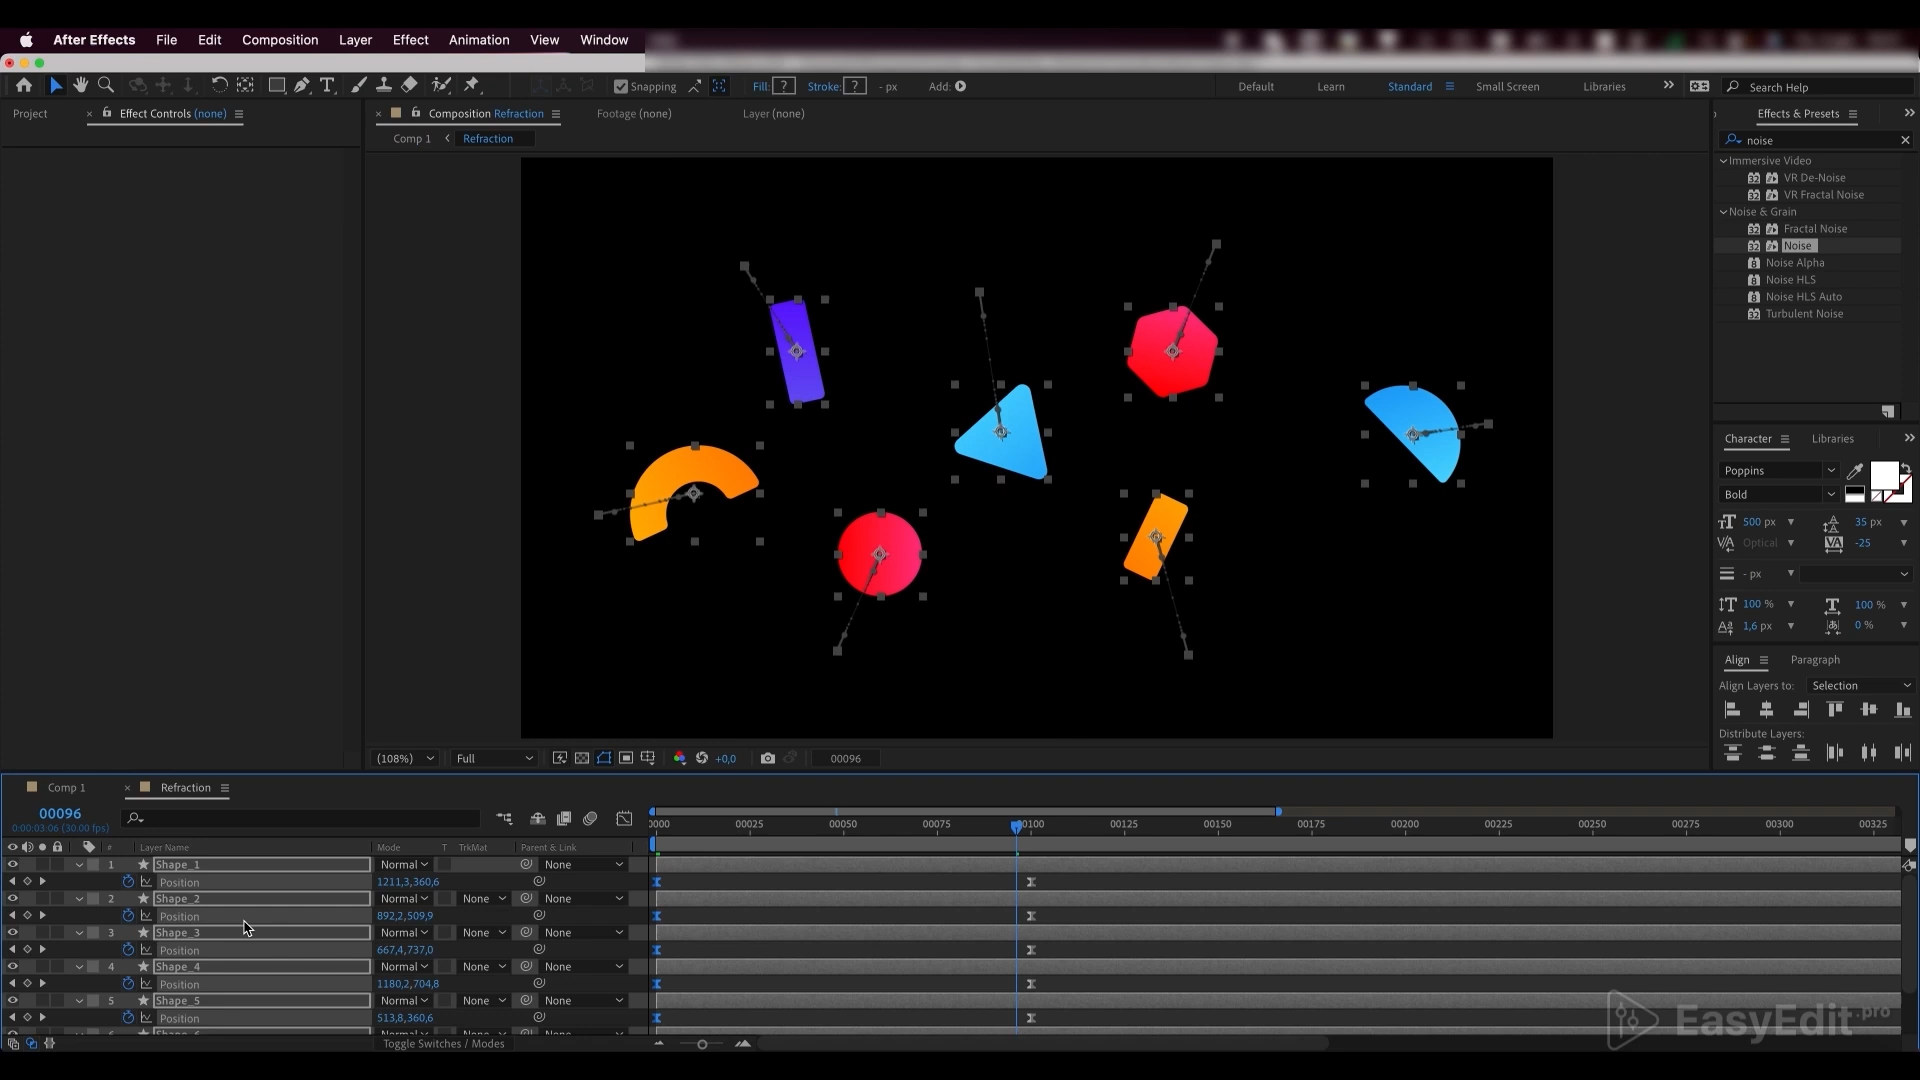 After Effects File Edit Composition Layer Effect Animation View Window
Snapping Fill: ? Stroke: ? - px Add: Default Learn Standard Small Screen Libraries Search Help
Project Effect Controls (none) Composition Refraction Footage (none) Layer (none) Effects & Presets
Comp 1 Refraction
noise
Immersive Video
VR De-Noise
VR Fractal Noise
Noise & Grain
Fractal Noise
Noise
Noise Alpha
Noise HLS
Noise HLS Auto
Turbulent Noise
Character Libraries
Poppins
Bold
500 px 35 px
Optical -25
- px
100 % 100 %
1,6 px 0 %
Align Paragraph
Align Layers to: Selection
Distribute Layers:
(108%) Full +0,0 00096
Comp 1 Refraction
00096
0:00:03:06 (30.00 fps)
0000 00025 00050 00075 00100 00125 00150 00175 00200 00225 00250 00275 00300 00325
# Layer Name Mode T TrkMat Parent & Link
1 Shape_1 Normal None
Position 1211,3,360,6
2 Shape_2 Normal None None
Position 892,2,509,9
3 Shape_3 Normal None None
Position 667,4,737,0
4 Shape_4 Normal None None
Position 1180,2,704,8
5 Shape_5 Normal None None
Position 513,8,360,6
Toggle Switches / Modes
EasyEdit.pro